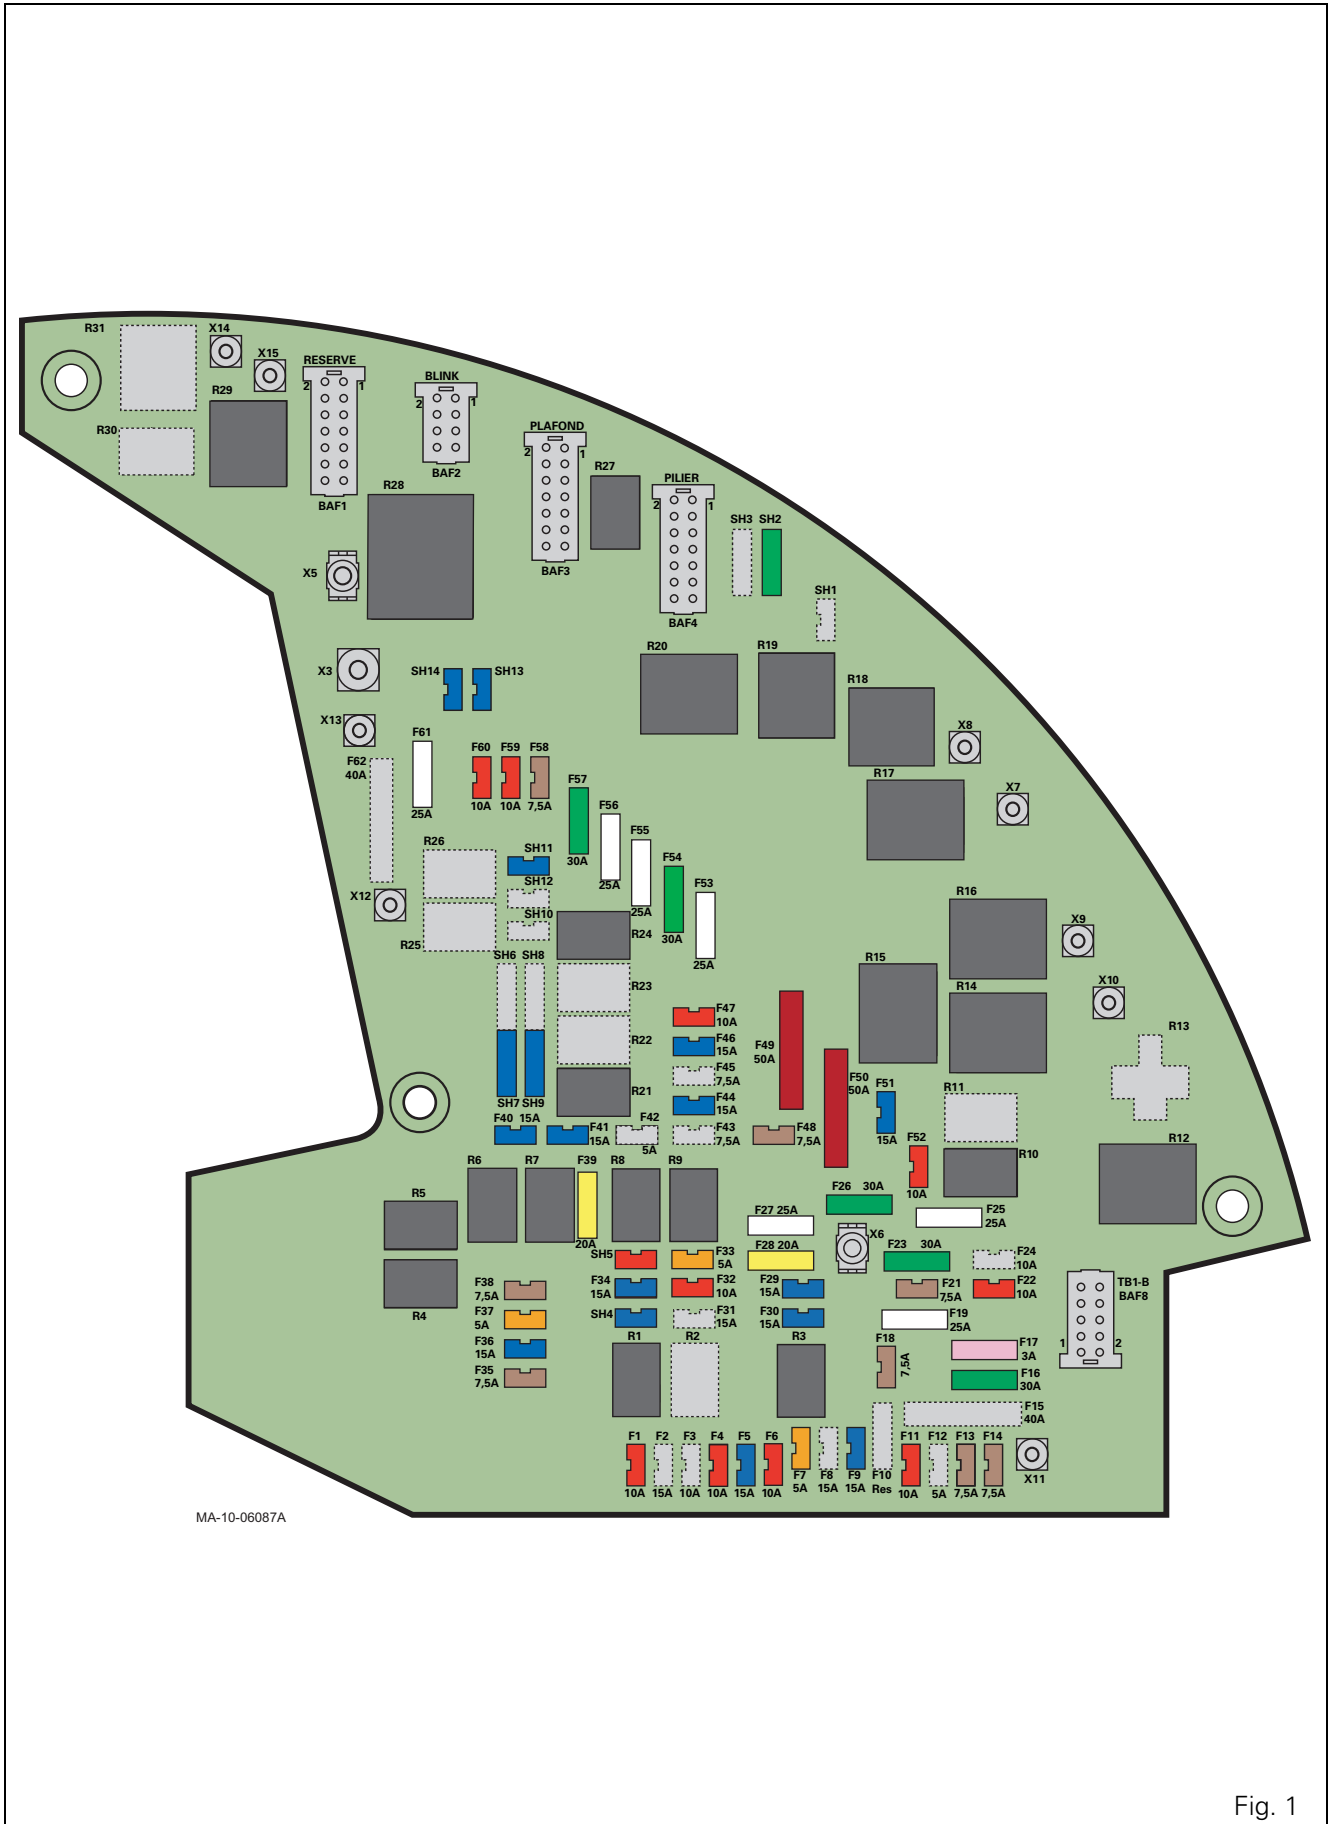 R31
X14
X15
RESERVE
2 1
R29
R30
BAF1
BLINK
2 1
BAF2
R28
PLAFOND
2 1
BAF3
R27
PILIER
2 1
BAF4
SH3 SH2
SH1
X5
X3
X13
SH14 SH13
R20
R19
R18
X8
R17
X7
F62
40A
F61
25A
F60
10A
F59
10A
F58
7,5A
F57
30A
F56
25A
F55
25A
F54
30A
F53
25A
R26
R25
X12
SH11
SH12
SH10
R24
R23
R22
R21
SH6 SH8
SH7 SH9
R16
X9
R15
R14
X10
R13
F47
10A
F46
15A
F45
7,5A
F44
15A
F43
7,5A
F49
50A
F50
50A
F51
15A
F52
10A
F48
7,5A
F40 15A
F41
15A
F42
5A
R11
R10
R12
R6
R7
F39
20A
R8
R9
R5
R4
F26 30A
F27 25A
F28 20A
X6
F25
25A
F23 30A
F24
10A
SH5
F33
5A
F34
15A
F32
10A
SH4
F31
15A
F29
15A
F30
15A
F21
7,5A
F22
10A
F19
25A
F38
7,5A
F37
5A
F36
15A
F35
7,5A
R1
R2
R3
F18
7,5A
F17
3A
F16
30A
F15
40A
TB1-B
BAF8
1 2
F1
10A
F2
15A
F3
10A
F4
10A
F5
15A
F6
10A
F7
5A
F8
15A
F9
15A
F10
Res
F11
10A
F12
5A
F13
7,5A
F14
7,5A
X11
MA-10-06087A
Fig. 1